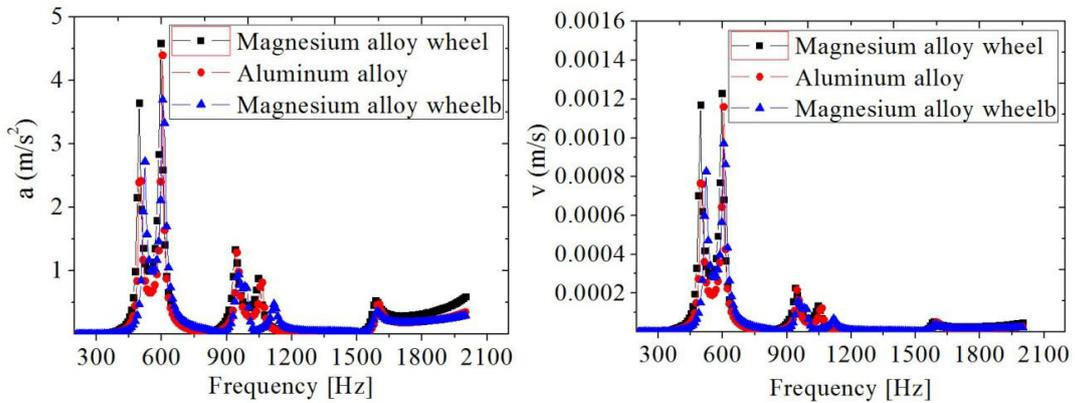 5
4
3
2
1
a (m/s²)
Magnesium alloy wheel
Aluminum alloy
Magnesium alloy wheelb
300 600 900 1200 1500 1800 2100
Frequency [Hz]
0.0016
0.0014
0.0012
0.0010
0.0008
0.0006
0.0004
0.0002
v (m/s)
Magnesium alloy wheel
Aluminum alloy
Magnesium alloy wheelb
300 600 900 1200 1500 1800 2100
Frequency [Hz]